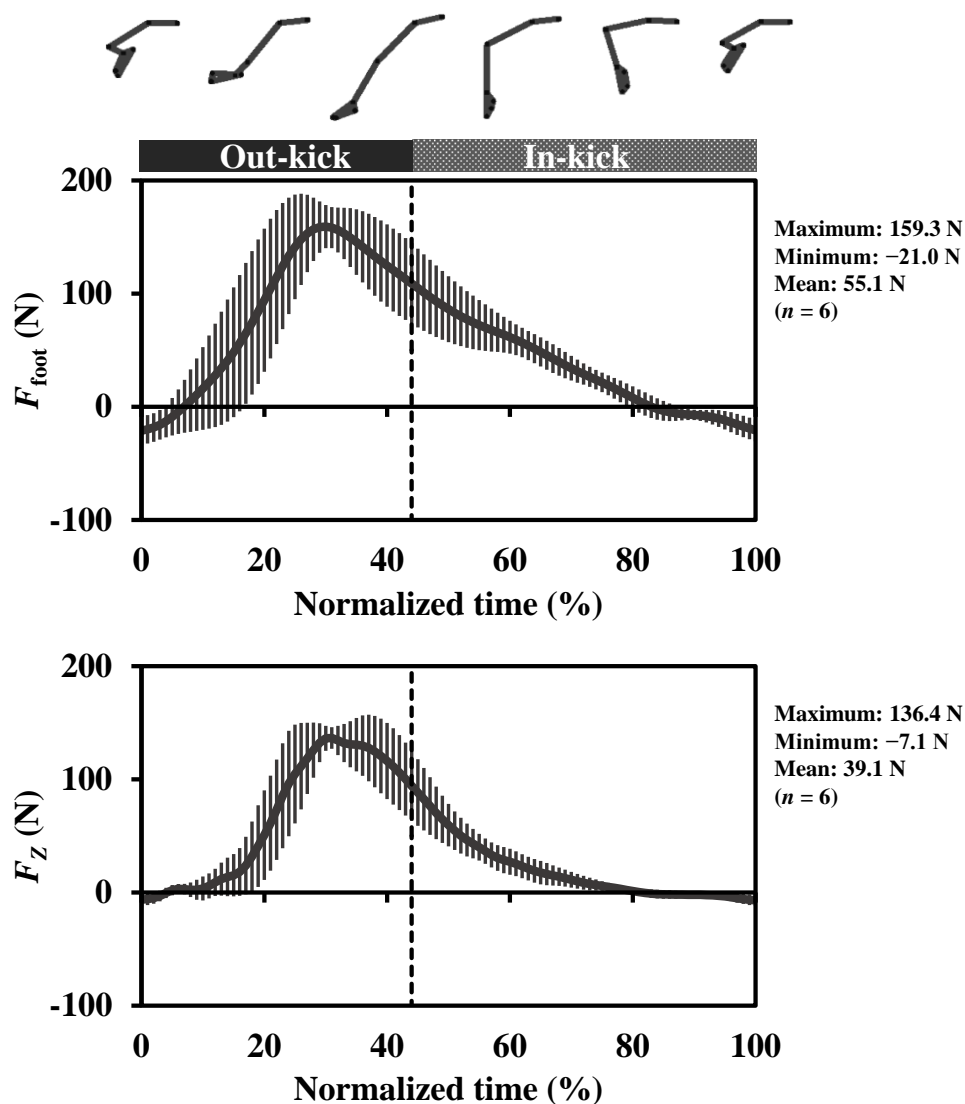 Out-kick In-kick
200
100
0
-100
F_foot (N)
Maximum: 159.3 N
Minimum: −21.0 N
Mean: 55.1 N
(n = 6)
0 20 40 60 80 100
Normalized time (%)
200
100
0
-100
F_Z (N)
Maximum: 136.4 N
Minimum: −7.1 N
Mean: 39.1 N
(n = 6)
0 20 40 60 80 100
Normalized time (%)